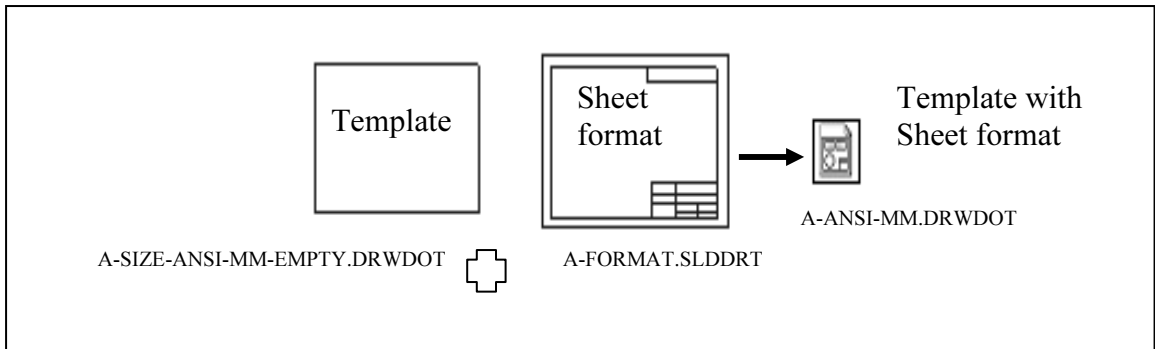 Template
Sheet
format
Template with
Sheet format
A-ANSI-MM.DRWDOT
A-SIZE-ANSI-MM-EMPTY.DRWDOT
A-FORMAT.SLDDRT